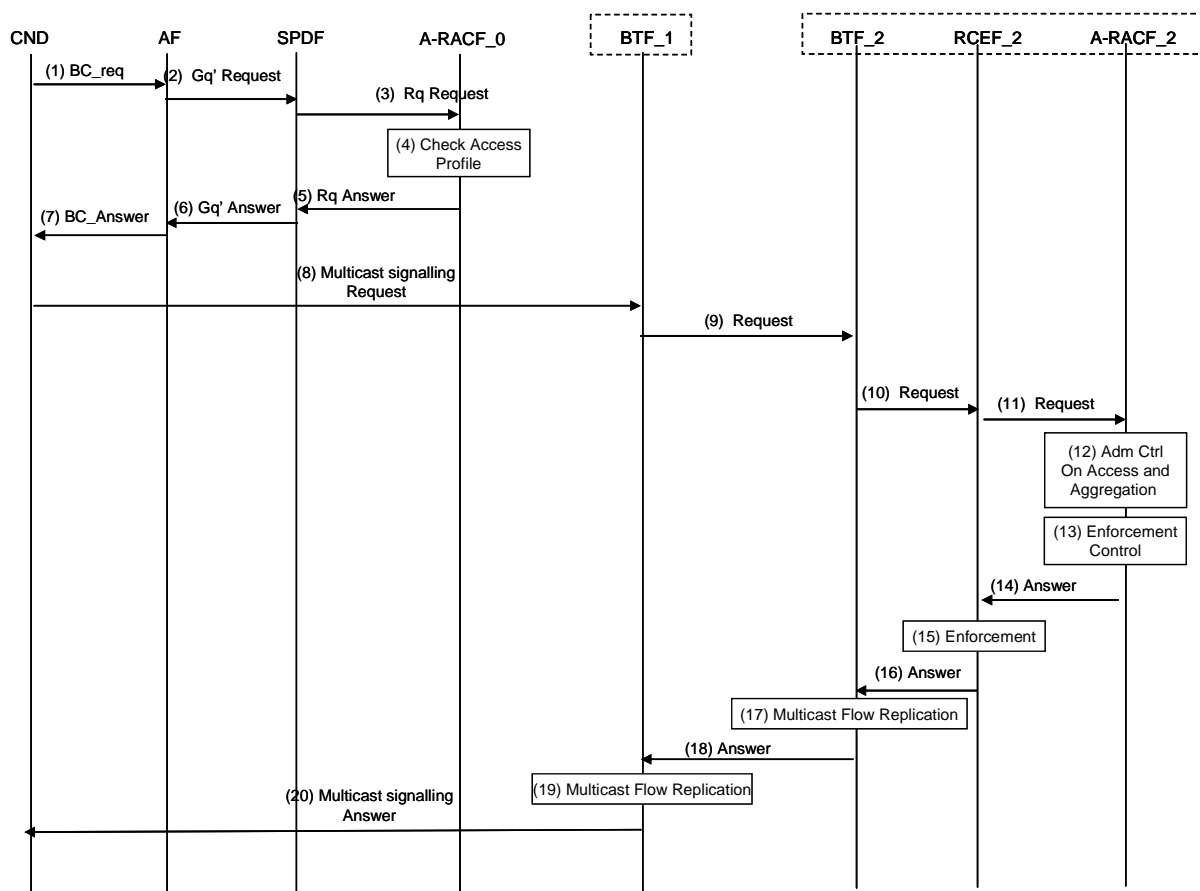 CND AF SPDF A-RACF_0 BTF_1 BTF_2 RCEF_2 A-RACF_2
(1) BC_req
(2) Gq' Request
(3) Rq Request
(4) Check Access
Profile
(5) Rq Answer
(6) Gq' Answer
(7) BC_Answer
(8) Multicast signalling
Request
(9) Request
(10) Request
(11) Request
(12) Adm Ctrl
On Access and
Aggregation
(13) Enforcement
Control
(14) Answer
(15) Enforcement
(16) Answer
(17) Multicast Flow Replication
(18) Answer
(19) Multicast Flow Replication
(20) Multicast signalling
Answer